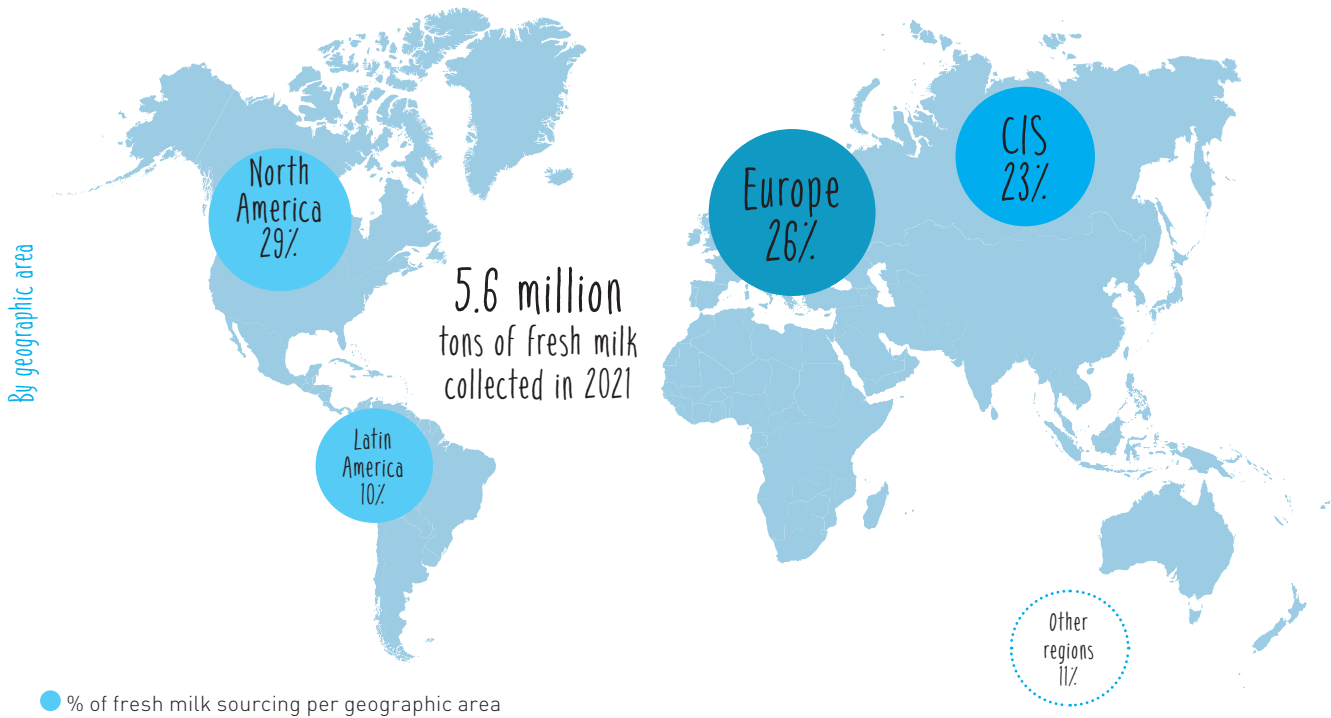 By geographic area
North
America
29%
Europe
26%
CIS
23%
5.6 million
tons of fresh milk
collected in 2021
Latin
America
10%
Other
regions
11%
% of fresh milk sourcing per geographic area